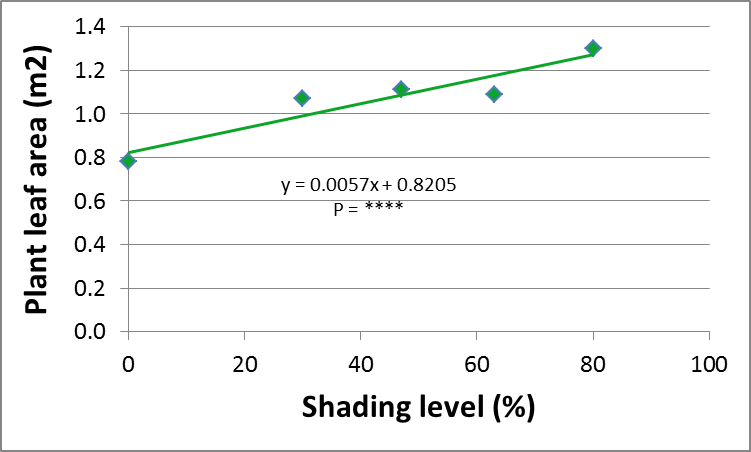 Plant leaf area (m2)
1.4
1.2
1.0
0.8
0.6
0.4
0.2
0.0
y = 0.0057x + 0.8205
P = ****
0 20 40 60 80 100
Shading level (%)